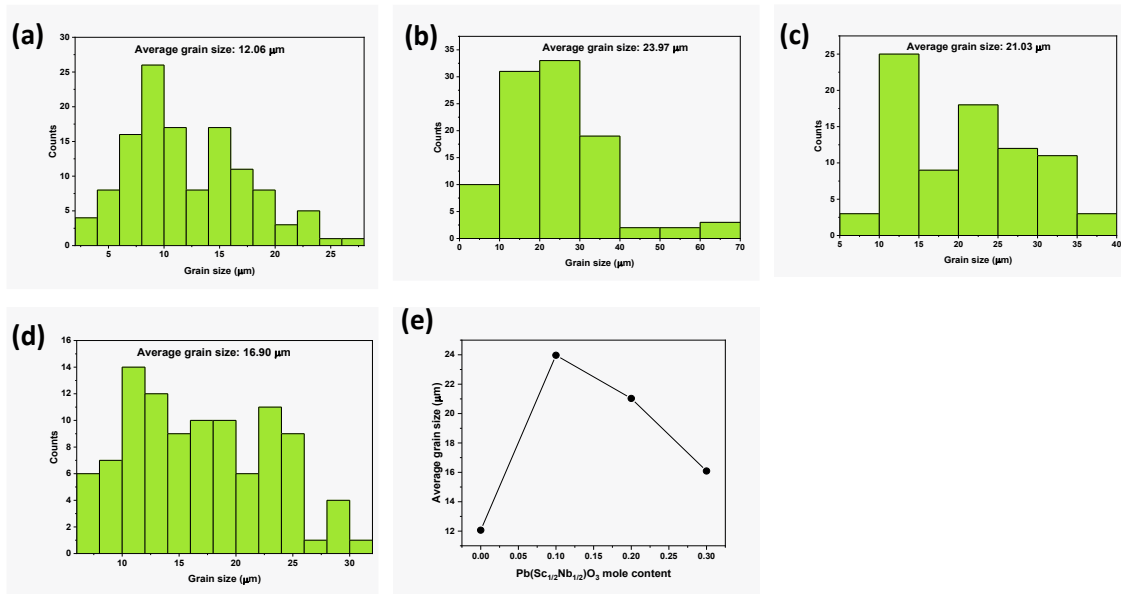 (a)
Average grain size: 12.06 μm
30
25
20
15
10
5
0
Counts
5 10 15 20 25
Grain size (μm)
(b)
Average grain size: 23.97 μm
35
30
25
20
15
10
5
0
Counts
0 10 20 30 40 50 60 70
Grain size (μm)
(c)
Average grain size: 21.03 μm
25
20
15
10
5
0
Counts
5 10 15 20 25 30 35 40
Grain size (μm)
(d)
Average grain size: 16.90 μm
16
14
12
10
8
6
4
2
0
Counts
10 15 20 25 30
Grain size (μm)
(e)
24
22
20
18
16
14
12
Average grain size (μm)
0.00 0.05 0.10 0.15 0.20 0.25 0.30
Pb(Sc1/2Nb1/2)O3 mole content